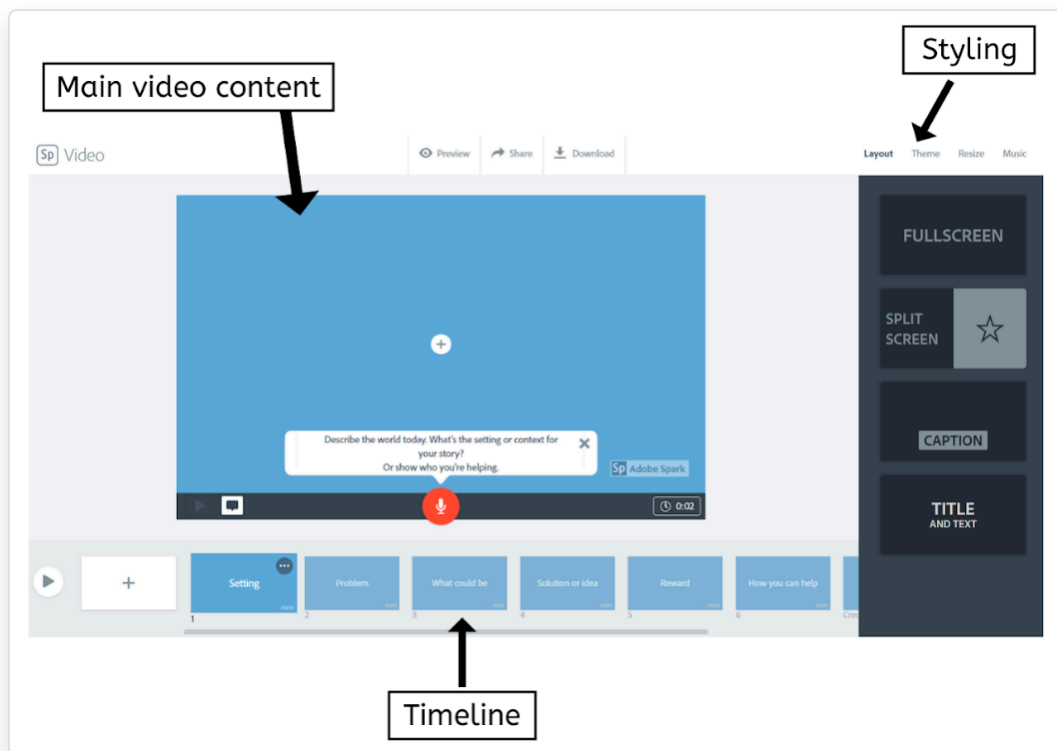 Styling
Main video content
Sp Video
Preview
Share
Download
Layout
Theme
Resize
Music
FULLSCREEN
SPLIT
SCREEN
CAPTION
TITLE
AND TEXT
Describe the world today. What's the setting or context for
your story?
Or show who you're helping.
Sp Adobe Spark
0:02
Setting
Problem
What could be
Solution or idea
Reward
How you can help
1
2
3
4
5
6
Timeline